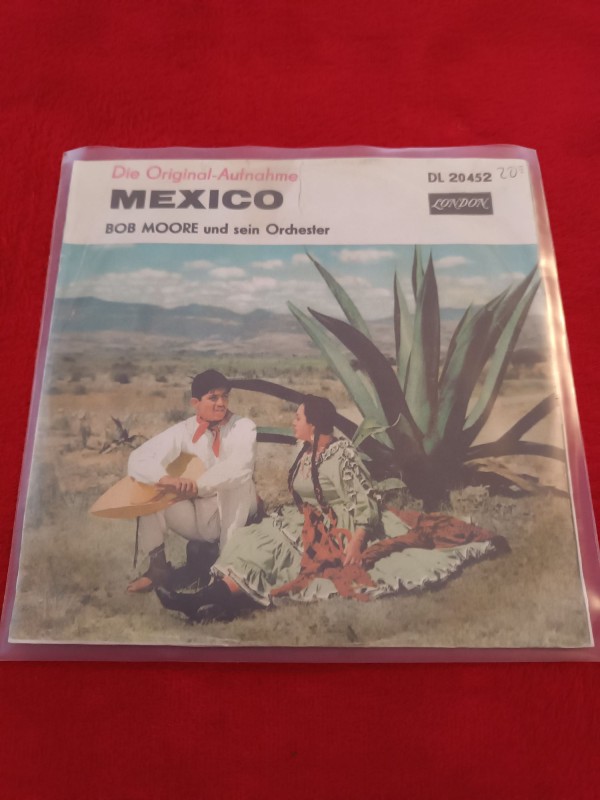 Die Original-Aufnahme
MEXICO
BOB MOORE und sein Orchester
DL 20452
LONDON